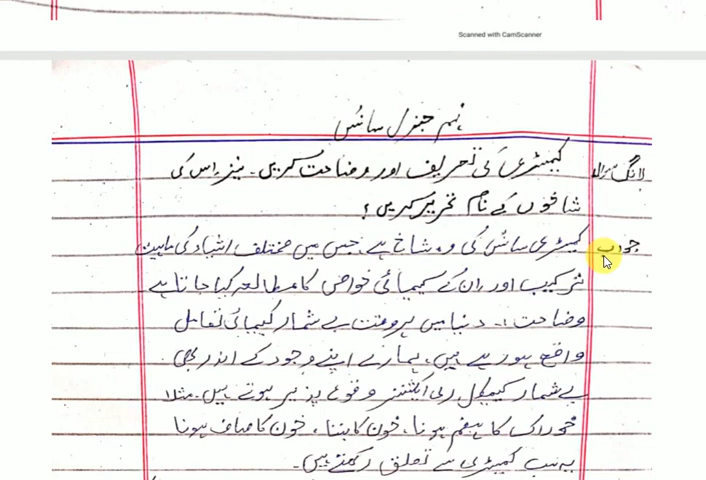 Scanned with CamScanner
نہم جنرل سائنس
لانگ سوال کیمسٹری کی تعریف اور وضاحت کریں۔ نیز اس کی
شاخوں کے نام تحریر کریں؟
جواب کیمسٹری سائنس کی وہ شاخ ہے جس میں مختلف اشیاء کی ماہیت
ترکیب اور ان کے کیمیائی خواص کا مطالعہ کیا جاتا ہے
وضاحت :۔ دنیا میں ہر وقت بے شمار کیمیائی تعامل
واقع ہو رہے ہیں، ہمارے اپنے وجود کے اندر بھی
بے شمار کیمیکل ری ایکشنز وقوع پذیر ہوتے ہیں۔ مثلا
خوراک کا ہضم ہونا، خون کا بننا، خون کا صاف ہونا
یہ سب کیمسٹری سے تعلق رکھتے ہیں۔